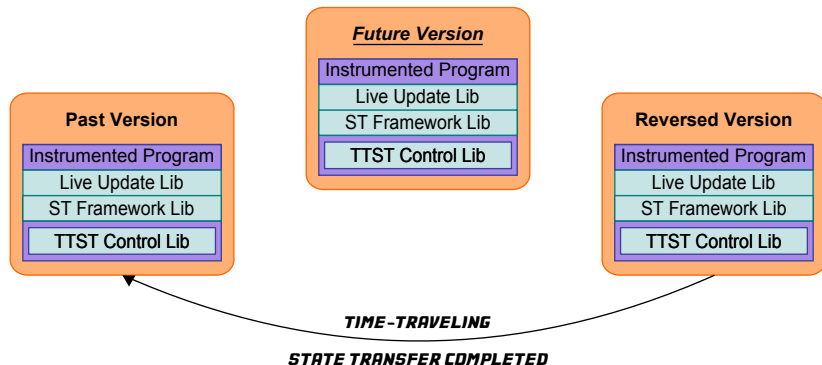 Future Version
Instrumented Program
Live Update Lib
ST Framework Lib
TTST Control Lib
Past Version
Instrumented Program
Live Update Lib
ST Framework Lib
TTST Control Lib
Reversed Version
Instrumented Program
Live Update Lib
ST Framework Lib
TTST Control Lib
TIME-TRAVELING
STATE TRANSFER COMPLETED